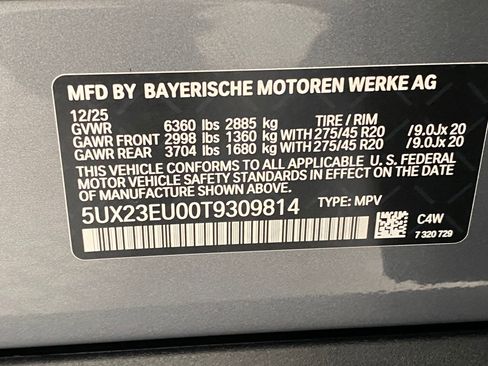 MFD BY BAYERISCHE MOTOREN WERKE AG
12/25
GVWR 6360 lbs 2885 kg TIRE / RIM
GAWR FRONT 2998 lbs 1360 kg WITH 275/45 R20 /9.0Jx 20
GAWR REAR 3704 lbs 1680 kg WITH 275/45 R20 /9.0Jx 20
THIS VEHICLE CONFORMS TO ALL APPLICABLE U. S. FEDERAL
MOTOR VEHICLE SAFETY STANDARDS IN EFFECT ON THE DATE
OF MANUFACTURE SHOWN ABOVE.
5UX23EU00T9309814 TYPE: MPV
C4W
7 320 729